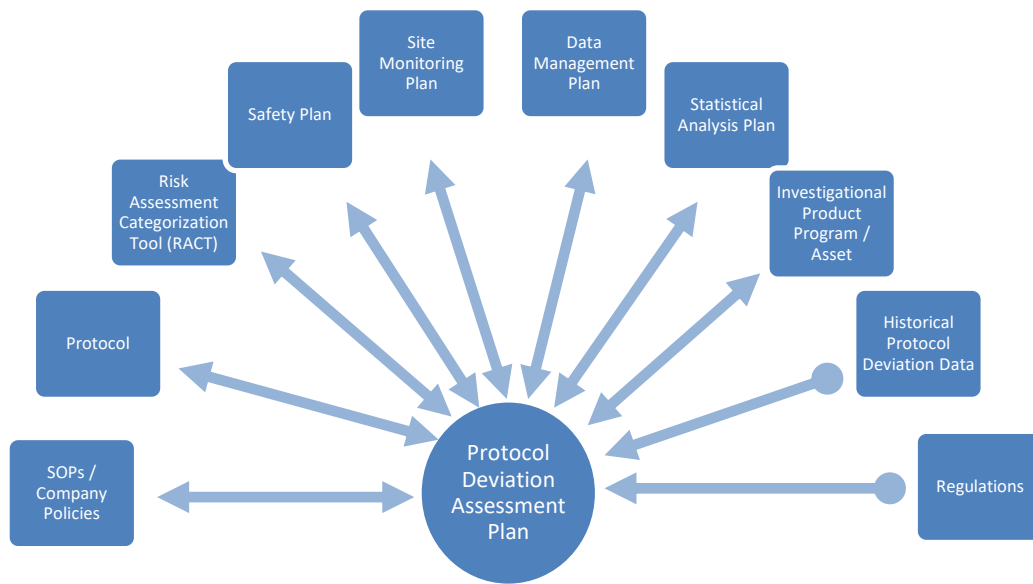 Site
Monitoring
Plan
Data
Management
Plan
Safety Plan
Statistical
Analysis Plan
Risk
Assessment
Categorization
Tool (RACT)
Investigational
Product
Program /
Asset
Protocol
Historical
Protocol
Deviation Data
SOPs /
Company
Policies
Protocol
Deviation
Assessment
Plan
Regulations